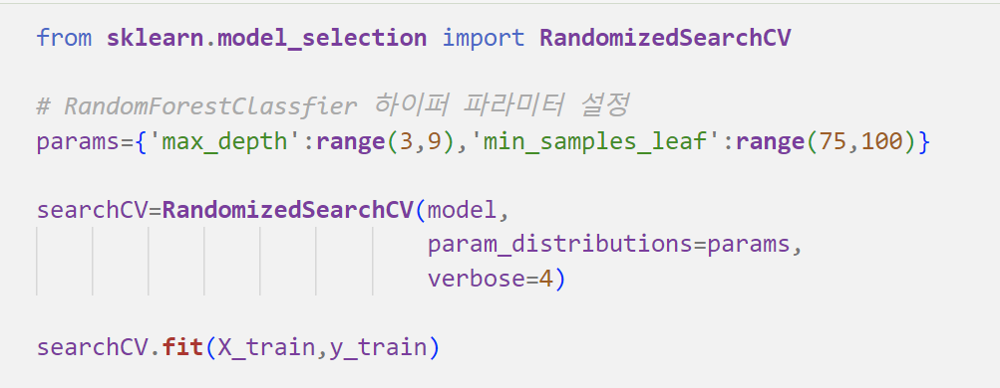 from sklearn.model_selection import RandomizedSearchCV
# RandomForestClassfier 하이퍼 파라미터 설정
params={'max_depth':range(3,9),'min_samples_leaf':range(75,100)}
searchCV=RandomizedSearchCV(model,
param_distributions=params,
verbose=4)
searchCV.fit(X_train,y_train)